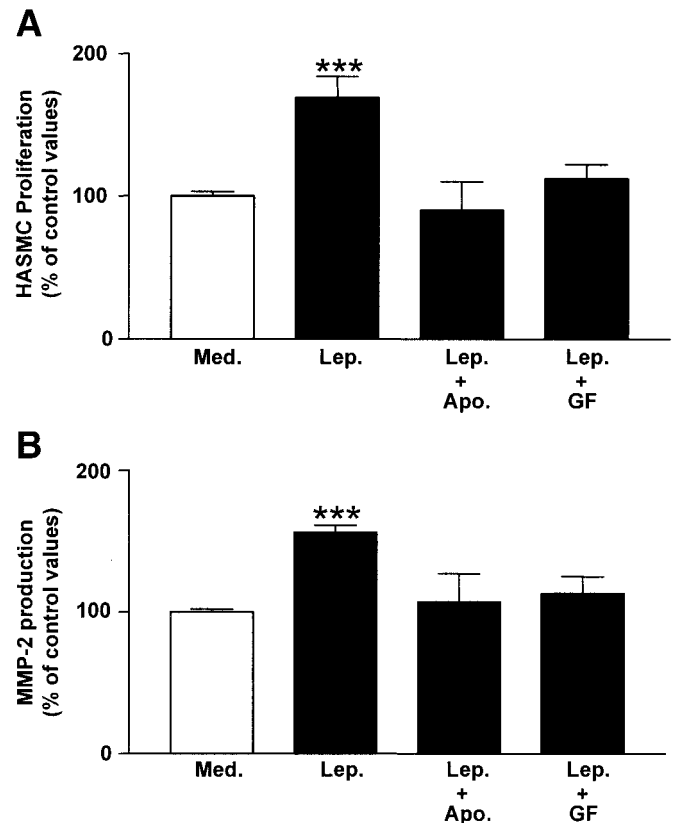 A
HASMC Proliferation
(% of control values)
200
100
0
***
Med.
Lep.
Lep.
+
Apo.
Lep.
+
GF
B
MMP-2 production
(% of control values)
200
100
0
***
Med.
Lep.
Lep.
+
Apo.
Lep.
+
GF